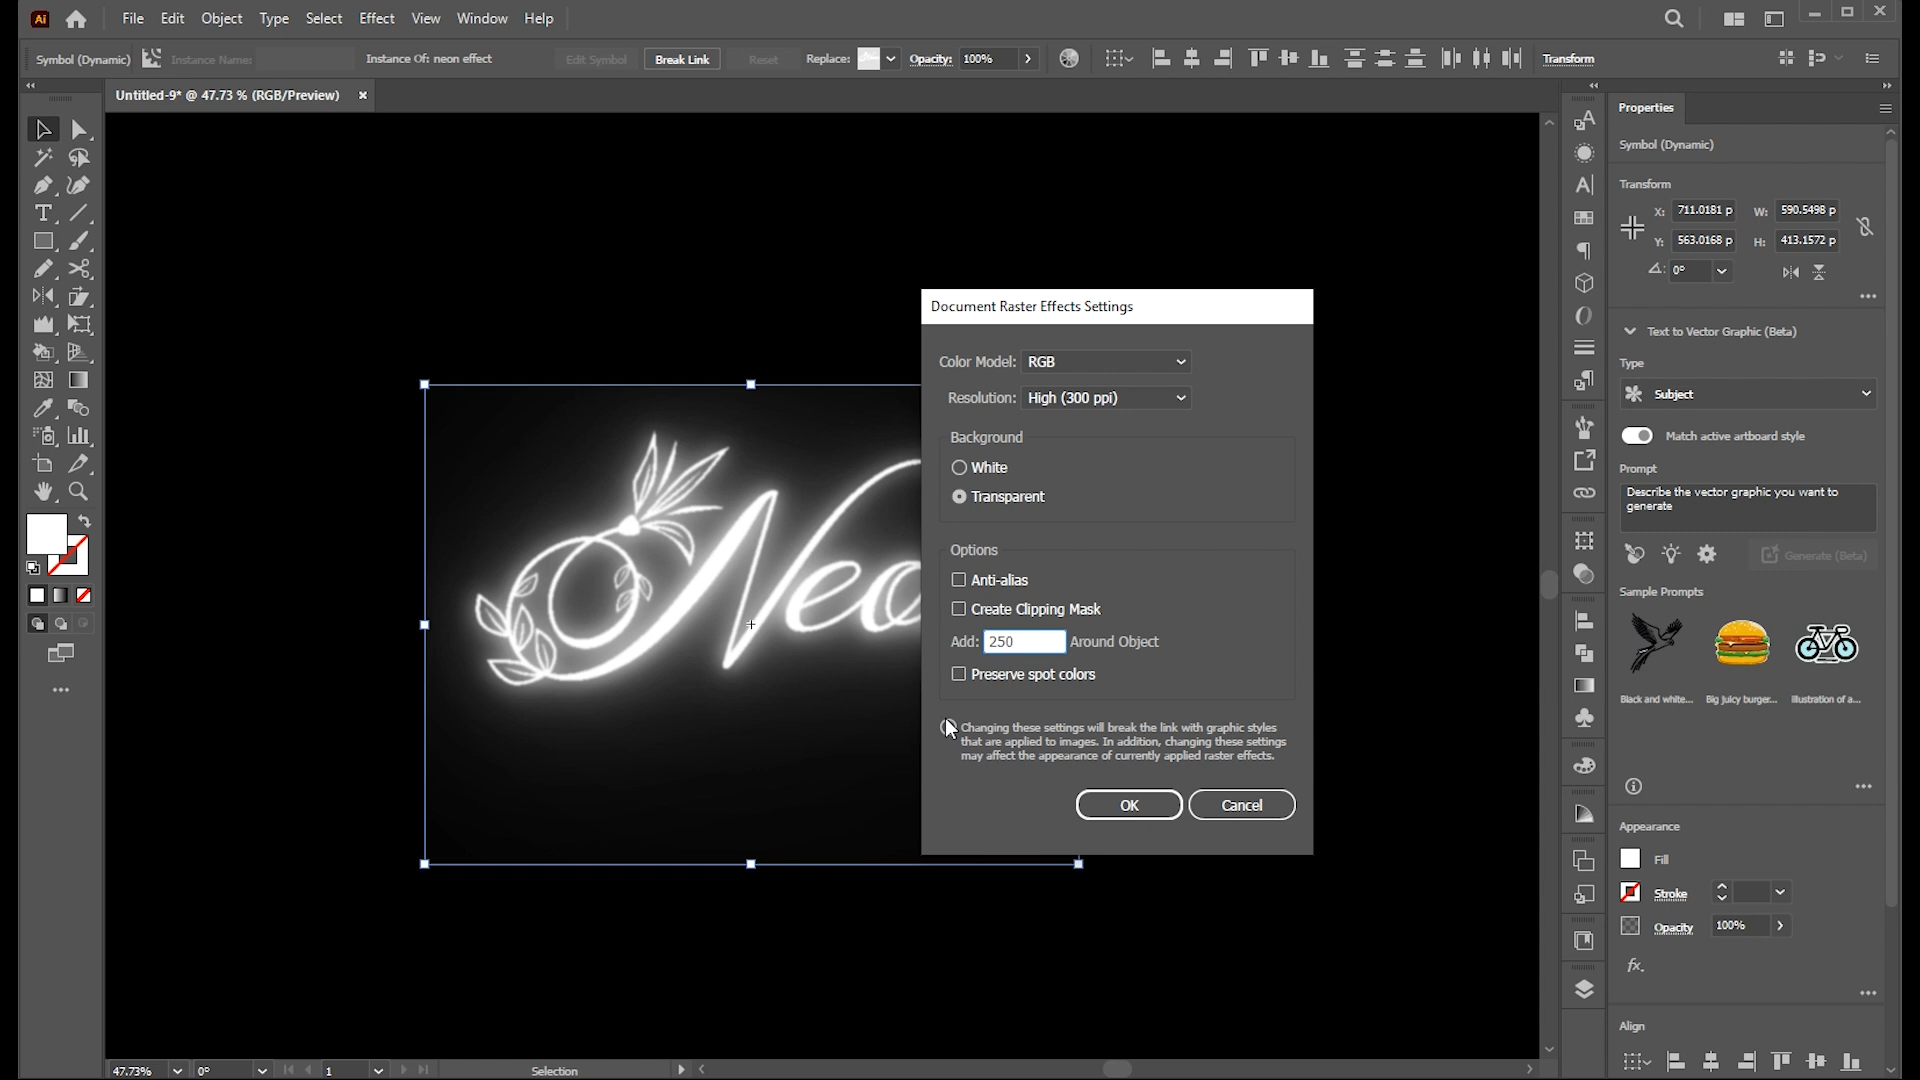 Ai File Edit Object Type Select Effect View Window Help
Symbol (Dynamic) Instance Name: Instance Of: neon effect Edit Symbol Break Link Reset Replace: Opacity: 100% Transform
Untitled-9* @ 47.73 % (RGB/Preview)
Neo
Document Raster Effects Settings
Color Model: RGB
Resolution: High (300 ppi)
Background
White
Transparent
Options
Anti-alias
Create Clipping Mask
Add: 250 Around Object
Preserve spot colors
Changing these settings will break the link with graphic styles
that are applied to images. In addition, changing these settings
may affect the appearance of currently applied raster effects.
OK Cancel
Properties
Symbol (Dynamic)
Transform
X: 711.0181 p W: 590.5498 p
Y: 563.0168 p H: 413.1572 p
0°
Text to Vector Graphic (Beta)
Type
Subject
Match active artboard style
Prompt
Describe the vector graphic you want to
generate
Generate (Beta)
Sample Prompts
Black and white... Big juicy burger... illustration of a...
Appearance
Fill
Stroke
Opacity 100%
fx.
Align
47.73% 0° 1 Selection